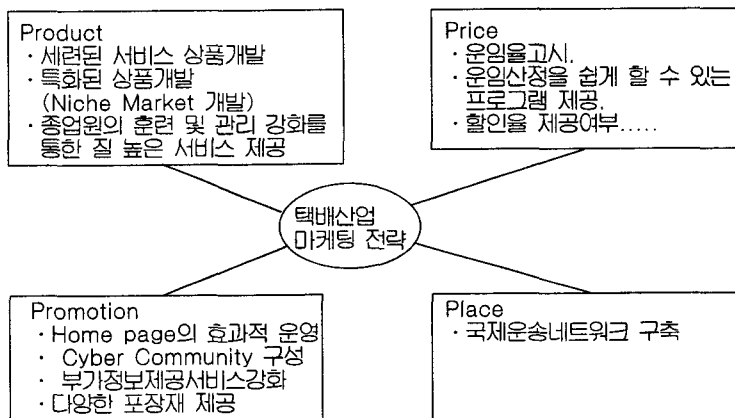 Product
· 세련된 서비스 상품개발
· 특화된 상품개발
(Niche Market 개발)
· 종업원의 훈련 및 관리 강화를
통한 질 높은 서비스 제공
Price
· 운임율고시.
· 운임산정을 쉽게 할 수 있는
프로그램 제공.
· 할인율 제공여부.....
택배산업
마케팅 전략
Promotion
· Home page의 효과적 운영
· Cyber Community 구성
· 부가정보제공서비스강화
· 다양한 포장재 제공
Place
· 국제운송네트워크 구축